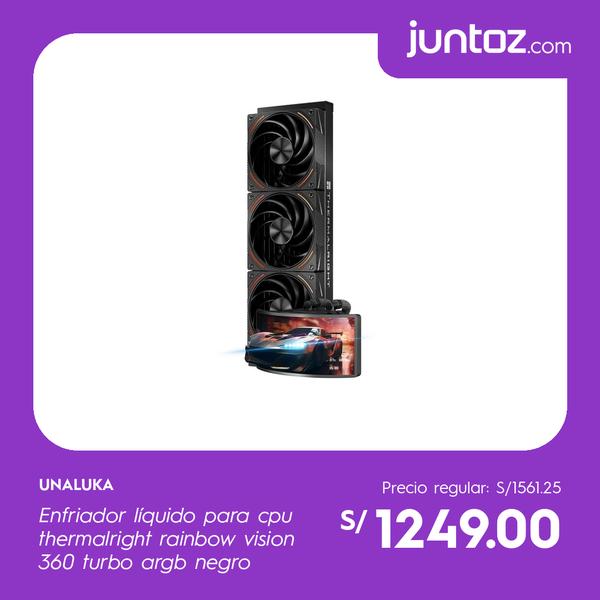 juntoz.com
THERMALRIGHT
UNALUKA
Enfriador líquido para cpu
thermalright rainbow vision
360 turbo argb negro
Precio regular: S/1561.25
S/ 1249.00